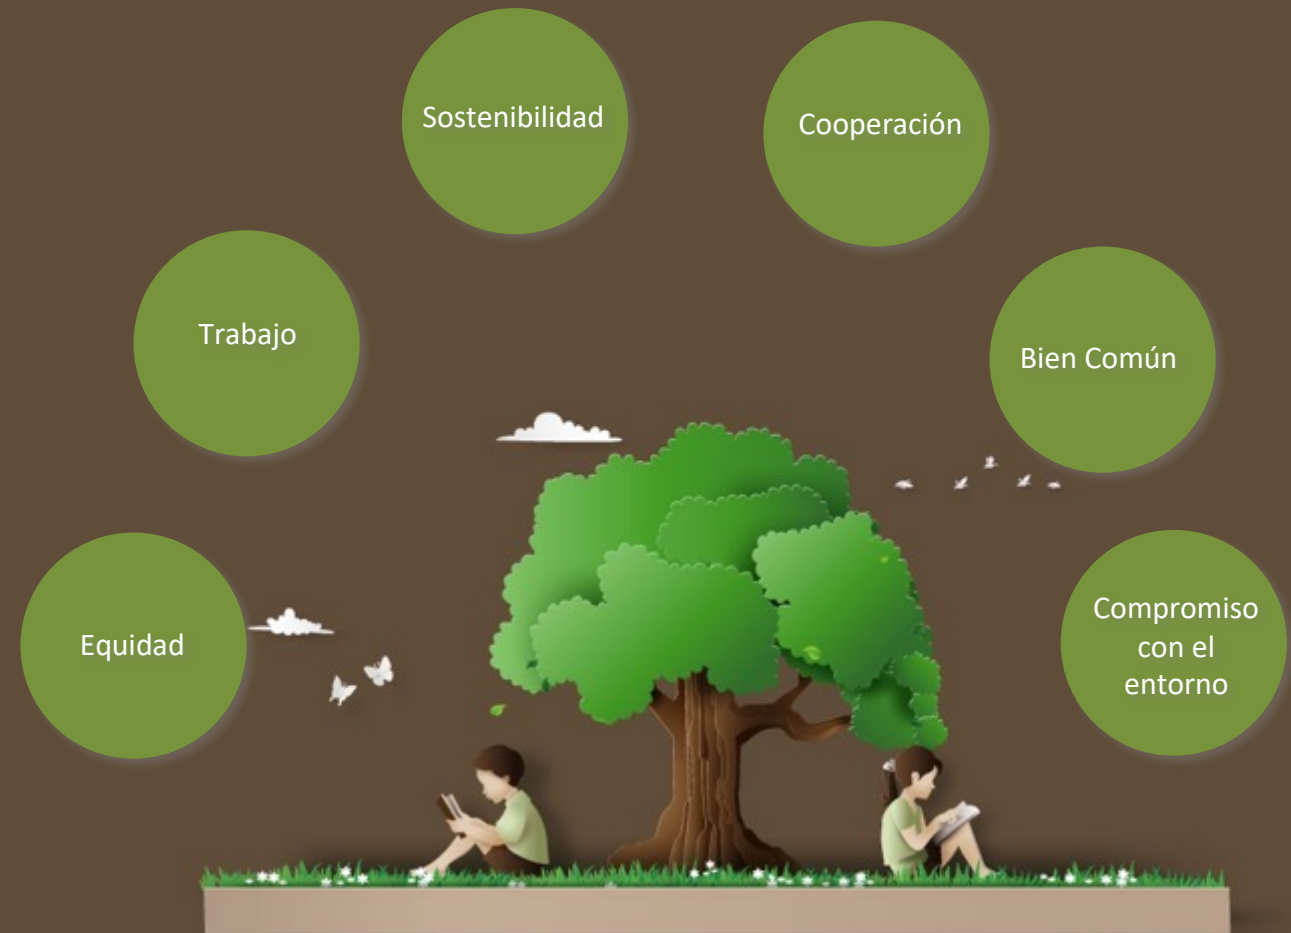 Sostenibilidad
Cooperación
Trabajo
Bien Común
Equidad
Compromiso
con el
entorno